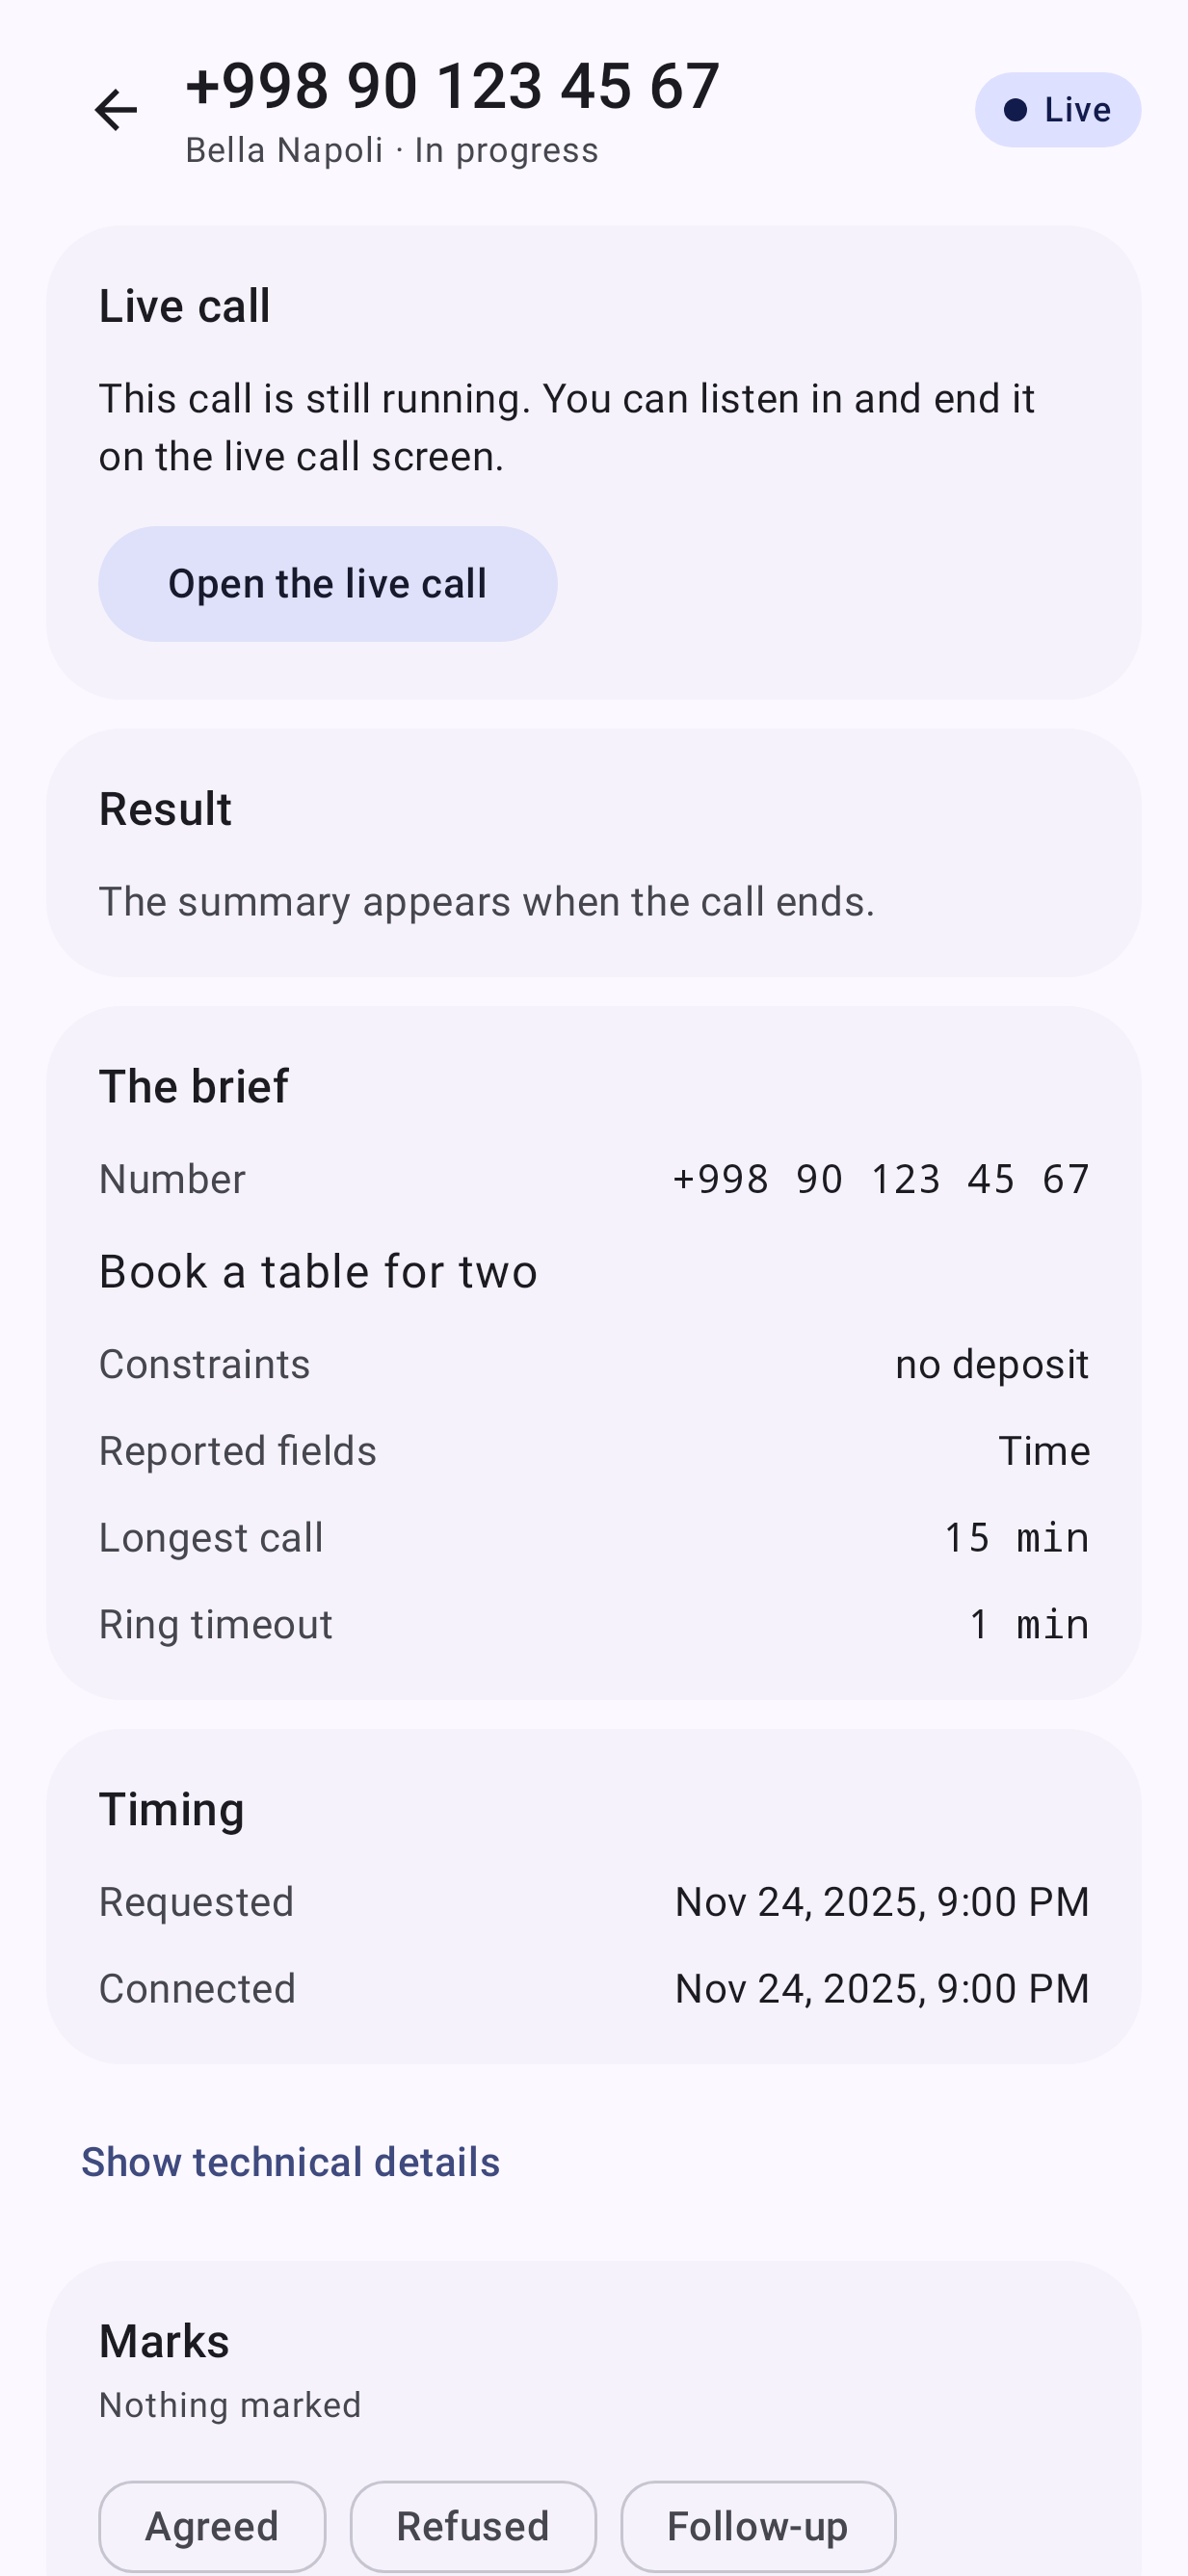 +998 90 123 45 67
Bella Napoli · In progress
Live
Live call
This call is still running. You can listen in and end it
on the live call screen.
Open the live call
Result
The summary appears when the call ends.
The brief
Number +998 90 123 45 67
Book a table for two
Constraints no deposit
Reported fields Time
Longest call 15 min
Ring timeout 1 min
Timing
Requested Nov 24, 2025, 9:00 PM
Connected Nov 24, 2025, 9:00 PM
Show technical details
Marks
Nothing marked
Agreed Refused Follow-up